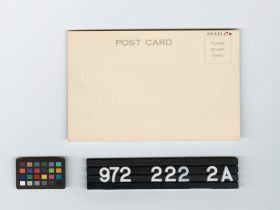 POST CARD
PLACE
STAMP
HERE
972 222 2A